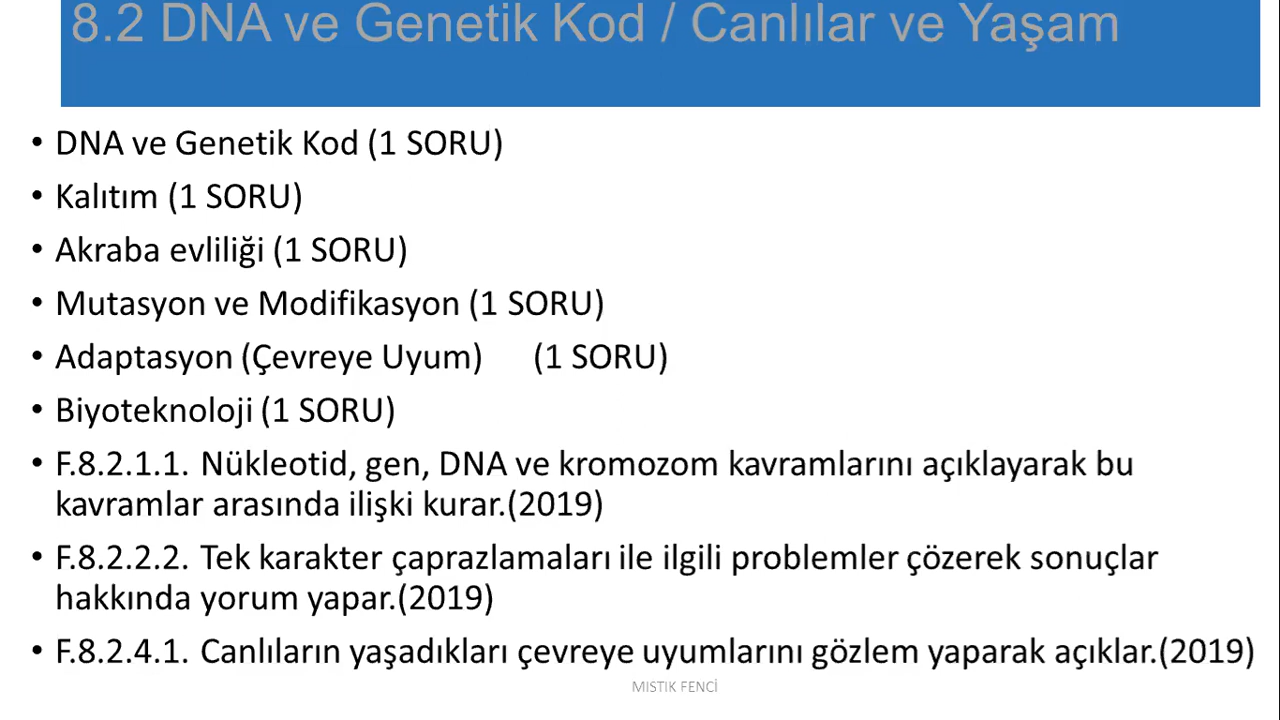 8.2 DNA ve Genetik Kod / Canlılar ve Yaşam
• DNA ve Genetik Kod (1 SORU)
• Kalıtım (1 SORU)
• Akraba evliliği (1 SORU)
• Mutasyon ve Modifikasyon (1 SORU)
• Adaptasyon (Çevreye Uyum) (1 SORU)
• Biyoteknoloji (1 SORU)
• F.8.2.1.1. Nükleotid, gen, DNA ve kromozom kavramlarını açıklayarak bu
kavramlar arasında ilişki kurar.(2019)
• F.8.2.2.2. Tek karakter çaprazlamaları ile ilgili problemler çözerek sonuçlar
hakkında yorum yapar.(2019)
• F.8.2.4.1. Canlıların yaşadıkları çevreye uyumlarını gözlem yaparak açıklar.(2019)
MISTIK FENCİ